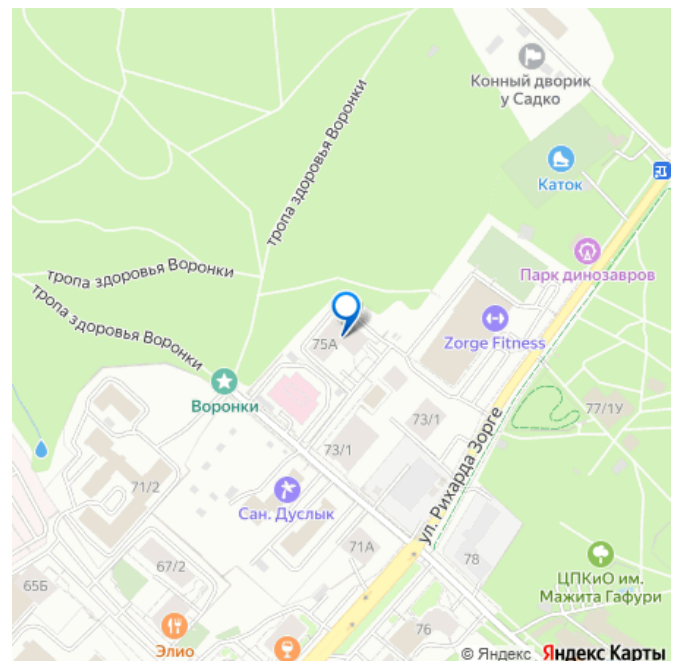 Конный дворик
у Садко
Каток
тропа здоровья Воронки
Парк динозавров
тропа здоровья Воронки
тропа здоровья Воронки
75А
Zorge Fitness
Воронки
77/1У
73/1
73/1
ул. Рихарда Зорге
71/2
Сан. Дуслык
71А
78
67/2
ЦПКиО им.
Мажита Гафури
65Б
76
Элио
© Яндекс Яндекс Карты